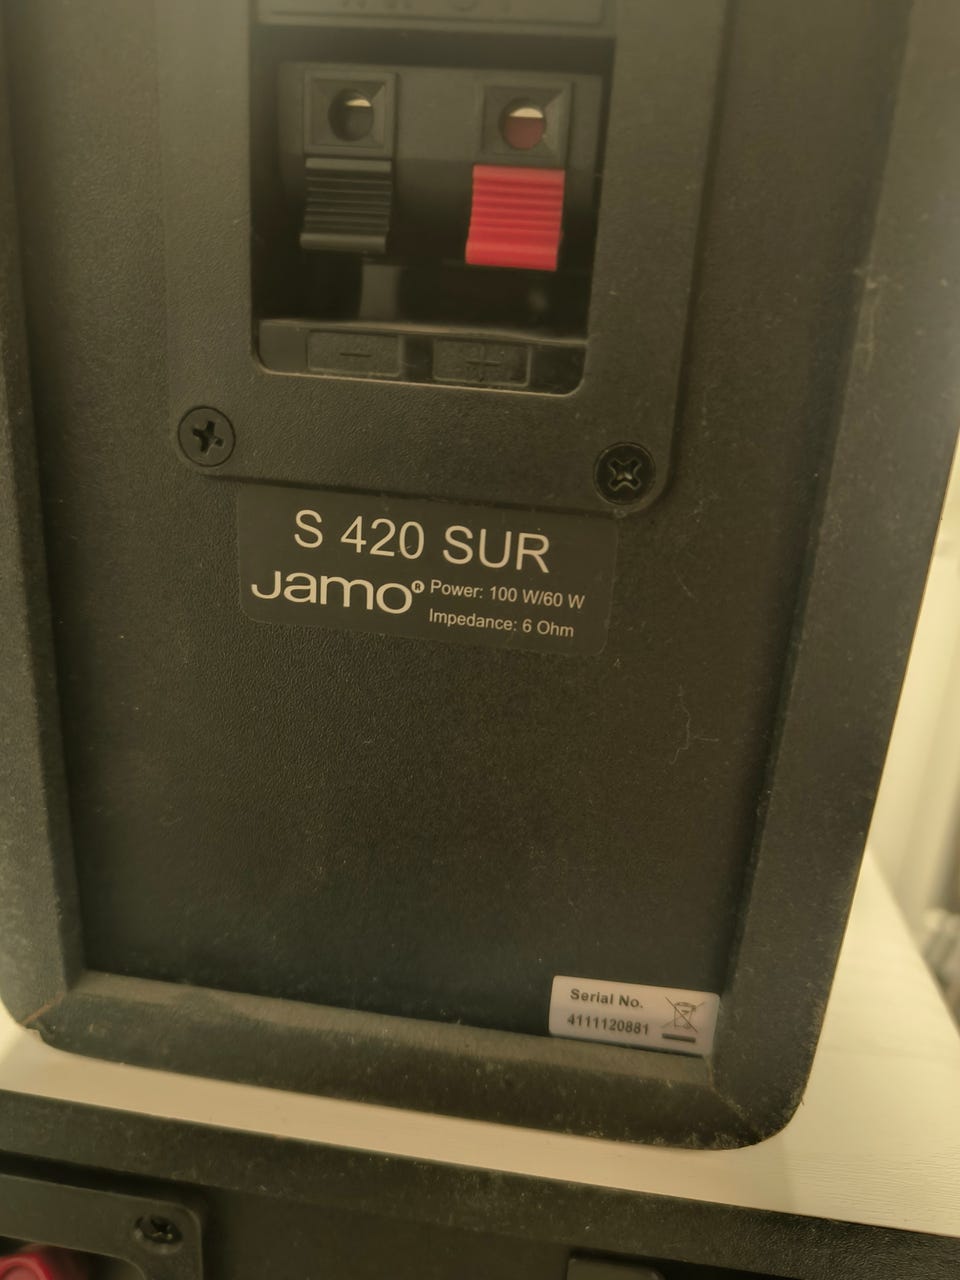 - +
S 420 SUR
Jamo® Power: 100 W/60 W
Impedance: 6 Ohm
Serial No.
4111120881